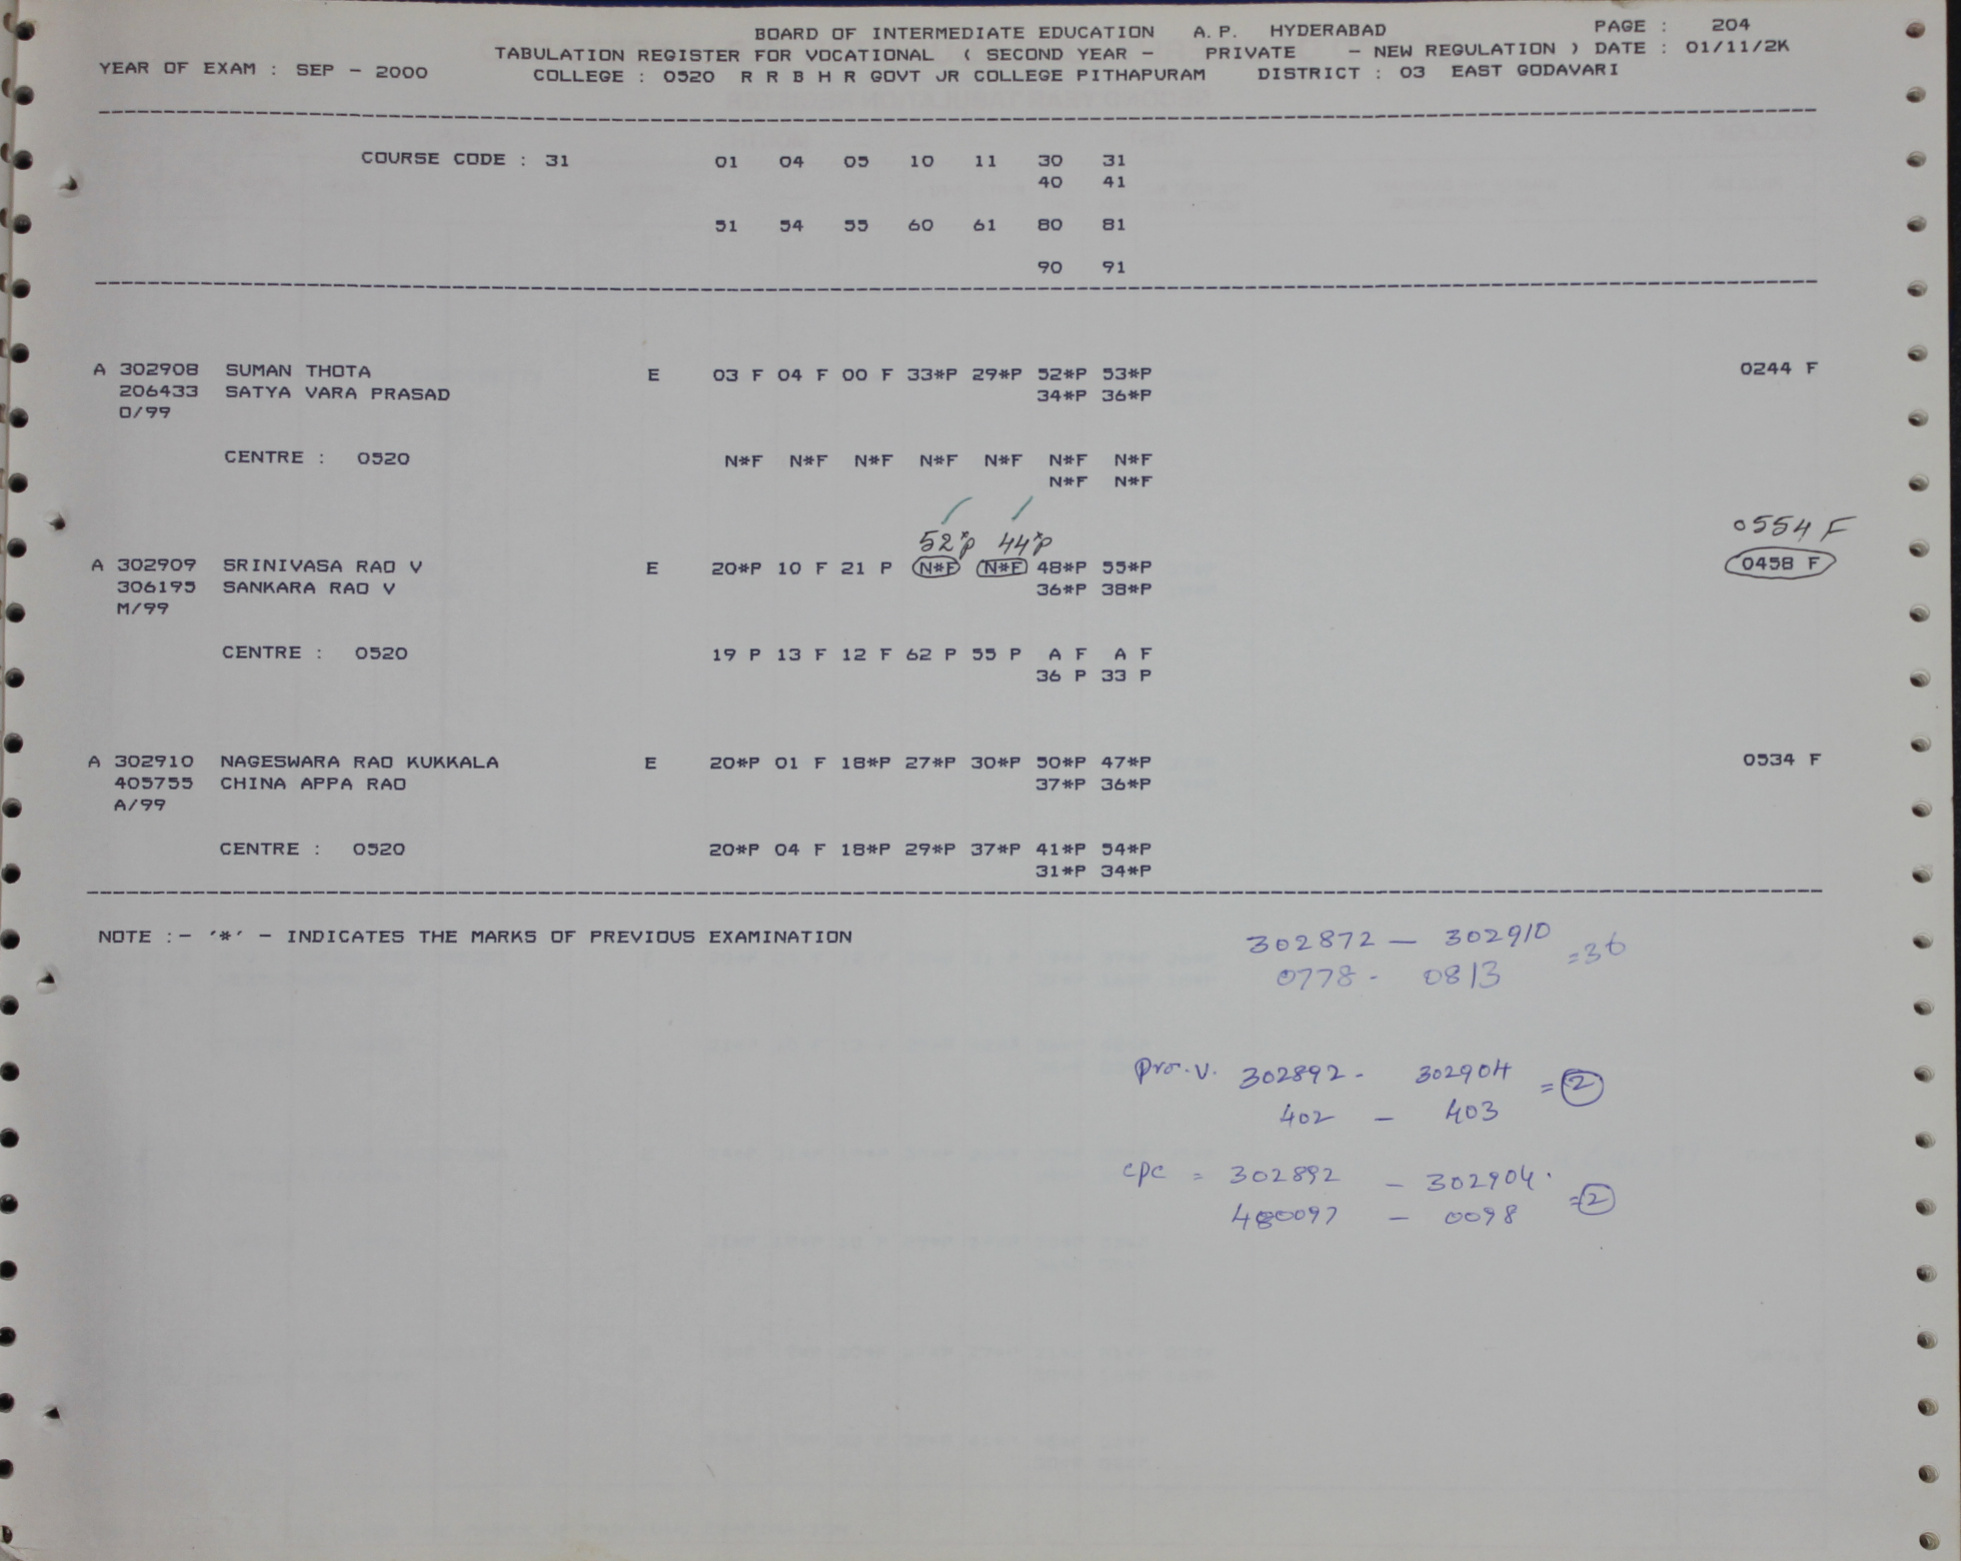 BOARD OF INTERMEDIATE EDUCATION A.P. HYDERABAD PAGE : 204
TABULATION REGISTER FOR VOCATIONAL ( SECOND YEAR - PRIVATE - NEW REGULATION ) DATE : 01/11/2K
YEAR OF EXAM : SEP - 2000 COLLEGE : 0520 R R B H R GOVT JR COLLEGE PITHAPURAM DISTRICT : 03 EAST GODAVARI
COURSE CODE : 31 01 04 05 10 11 30 31
40 41
51 54 55 60 61 80 81
90 91
A 302908 SUMAN THOTA E 03 F 04 F 00 F 33*P 29*P 52*P 53*P 0244 F
206433 SATYA VARA PRASAD 34*P 36*P
O/99
CENTRE : 0520 N*F N*F N*F N*F N*F N*F N*F
N*F N*F
52*P 44*P 0554 F
A 302909 SRINIVASA RAO V E 20*P 10 F 21 P N*F N*F 48*P 55*P 0458 F
306195 SANKARA RAO V 36*P 38*P
M/99
CENTRE : 0520 19 P 13 F 12 F 62 P 55 P A F A F
36 P 33 P
A 302910 NAGESWARA RAO KUKKALA E 20*P 01 F 18*P 27*P 30*P 50*P 47*P 0534 F
405755 CHINA APPA RAO 37*P 36*P
A/99
CENTRE : 0520 20*P 04 F 18*P 29*P 37*P 41*P 54*P
31*P 34*P
NOTE :- '*' - INDICATES THE MARKS OF PREVIOUS EXAMINATION
302872 - 302910 =36
0778 - 0813
Pro.V. 302892 - 302904 = 2
402 - 403
cpc = 302892 - 302904. =2
480097 - 0098